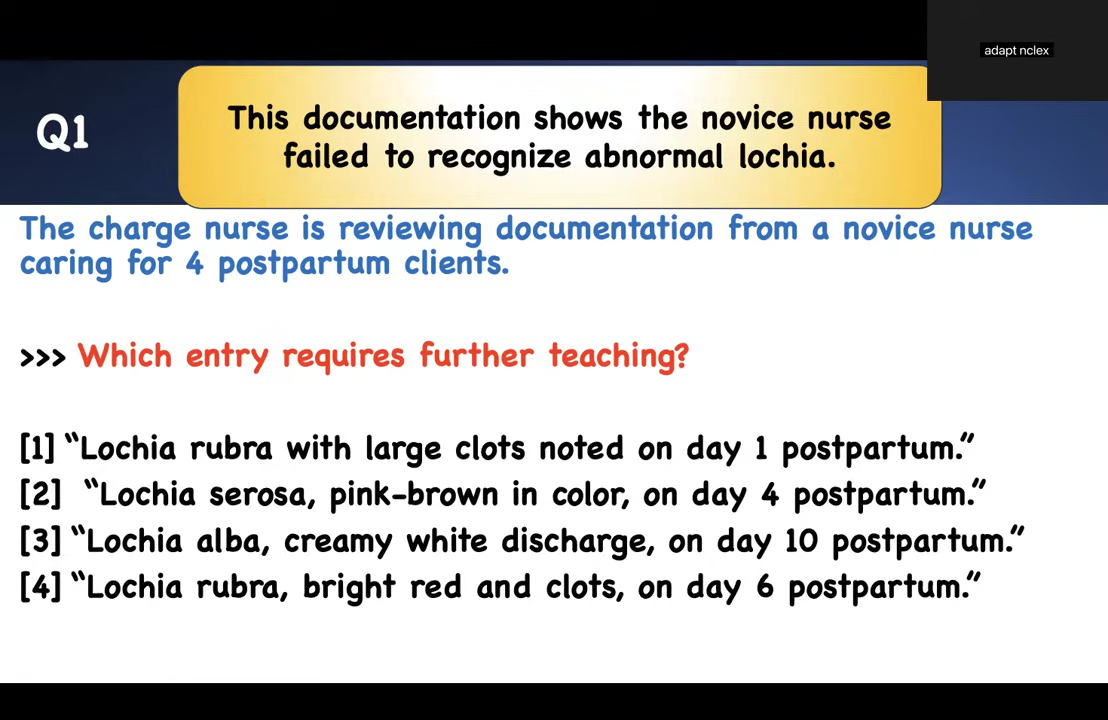 adapt nclex
Q1
This documentation shows the novice nurse
failed to recognize abnormal lochia.
The charge nurse is reviewing documentation from a novice nurse
caring for 4 postpartum clients.
>>> Which entry requires further teaching?
[1] “Lochia rubra with large clots noted on day 1 postpartum.”
[2] “Lochia serosa, pink-brown in color, on day 4 postpartum.”
[3] “Lochia alba, creamy white discharge, on day 10 postpartum.”
[4] “Lochia rubra, bright red and clots, on day 6 postpartum.”